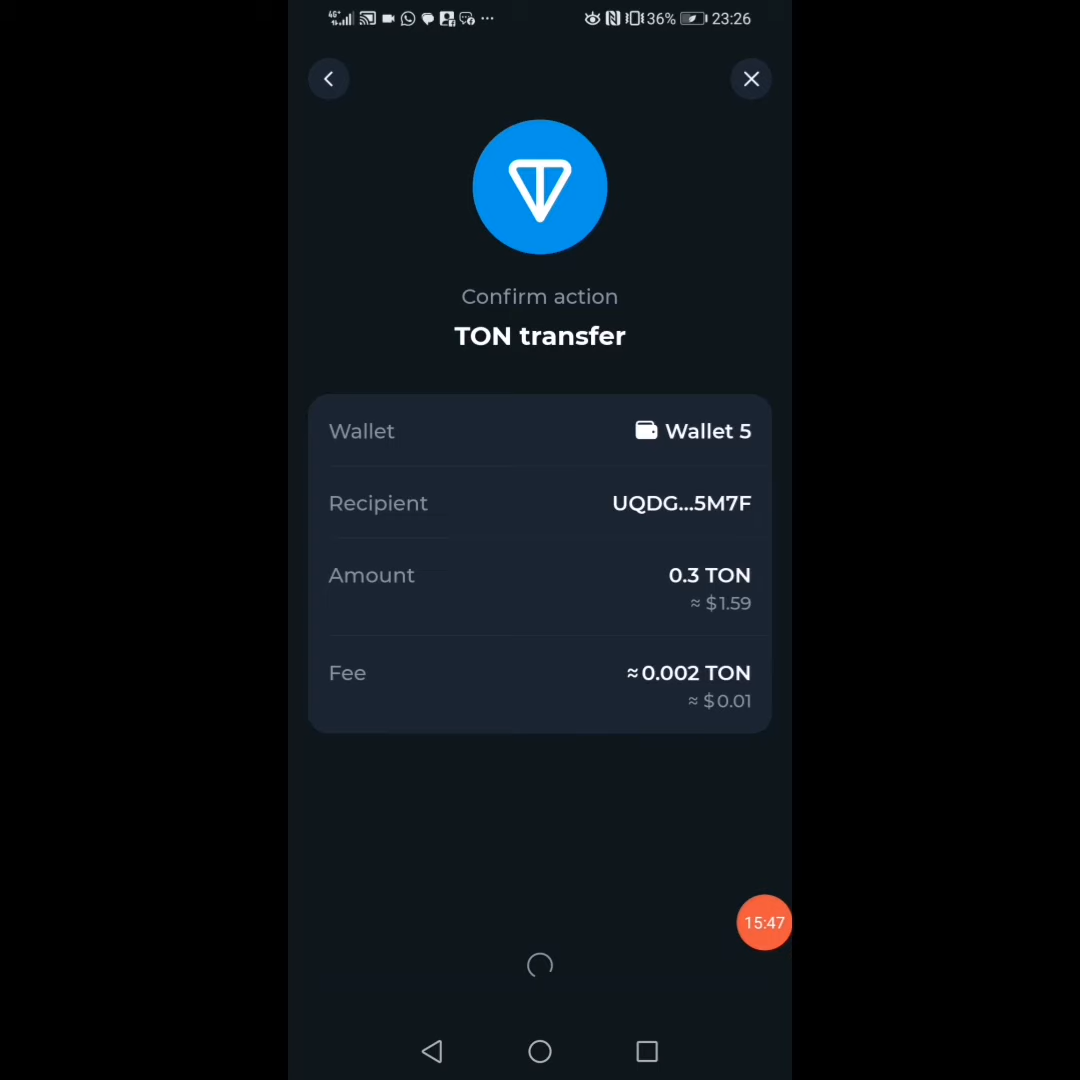 4G+ 36% 23:26
Confirm action
TON transfer
Wallet Wallet 5
Recipient UQDG...5M7F
Amount 0.3 TON
≈ $1.59
Fee ≈ 0.002 TON
≈ $0.01
15:47